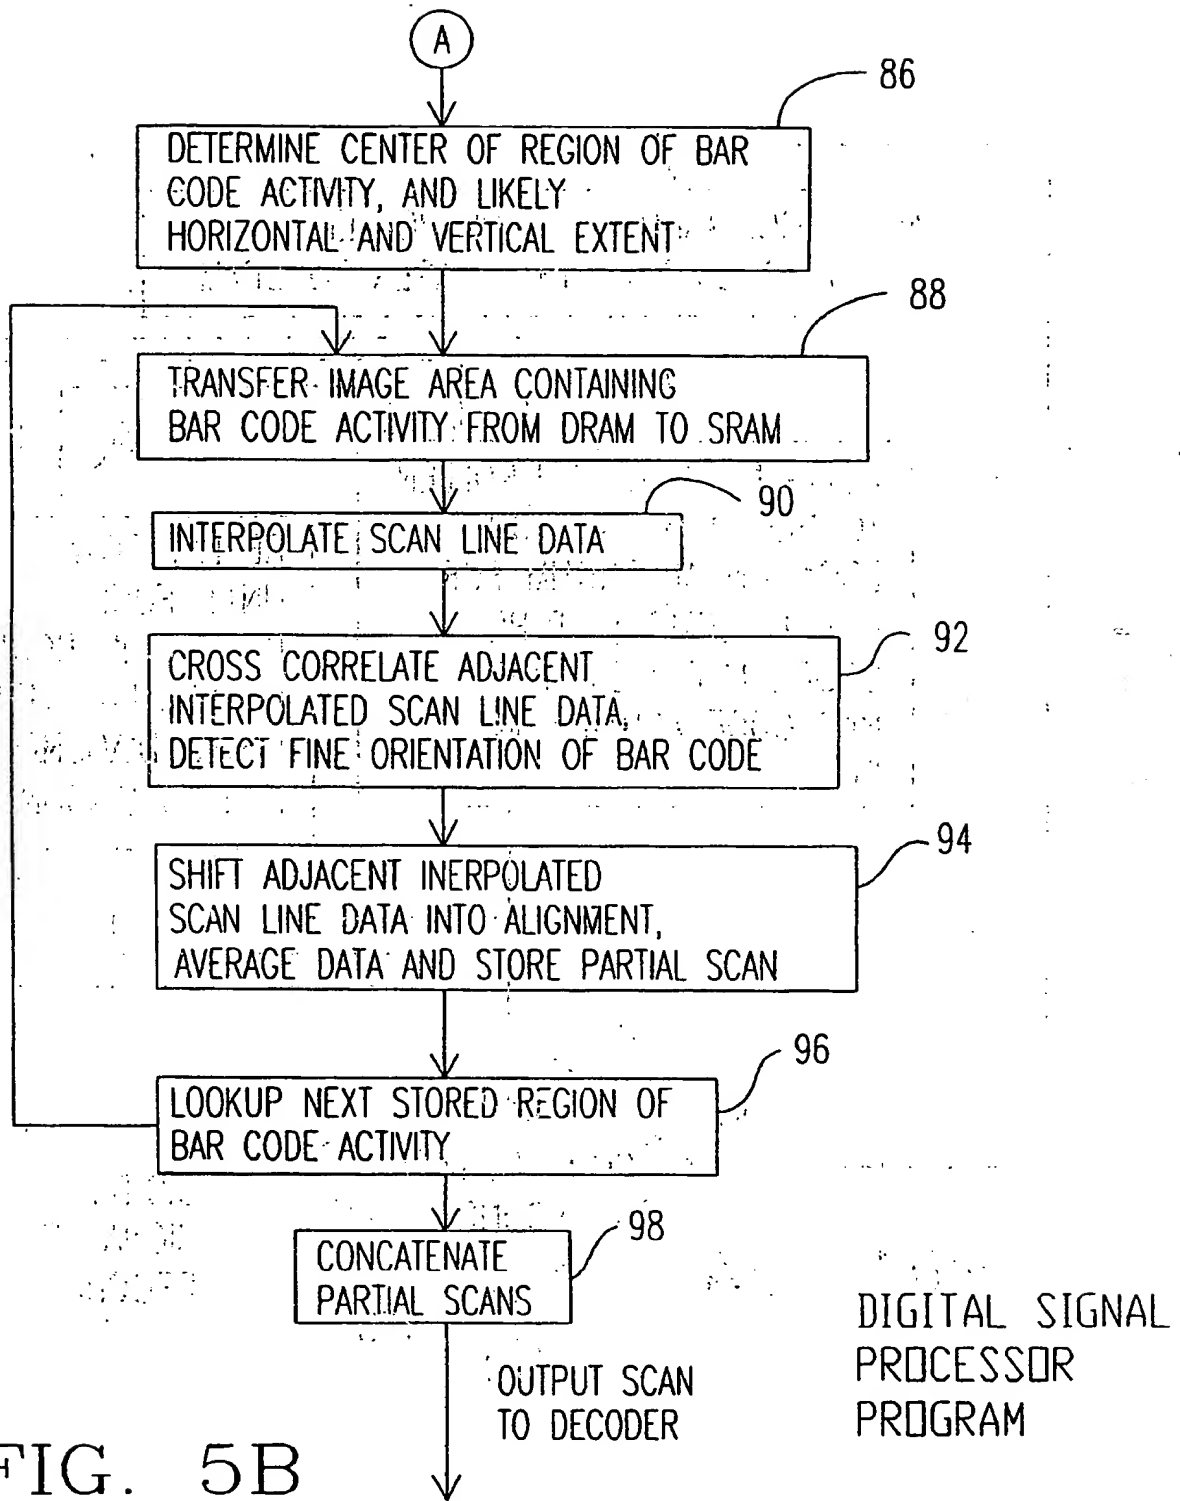 A
86
DETERMINE CENTER OF REGION OF BAR
CODE ACTIVITY, AND LIKELY
HORIZONTAL AND VERTICAL EXTENT
88
TRANSFER IMAGE AREA CONTAINING
BAR CODE ACTIVITY FROM DRAM TO SRAM
90
INTERPOLATE SCAN LINE DATA
92
CROSS CORRELATE ADJACENT
INTERPOLATED SCAN LINE DATA,
DETECT FINE ORIENTATION OF BAR CODE
94
SHIFT ADJACENT INERPOLATED
SCAN LINE DATA INTO ALIGNMENT,
AVERAGE DATA AND STORE PARTIAL SCAN
96
LOOKUP NEXT STORED REGION OF
BAR CODE ACTIVITY
98
CONCATENATE
PARTIAL SCANS
OUTPUT SCAN
TO DECODER
DIGITAL SIGNAL
PROCESSOR
PROGRAM
FIG. 5B